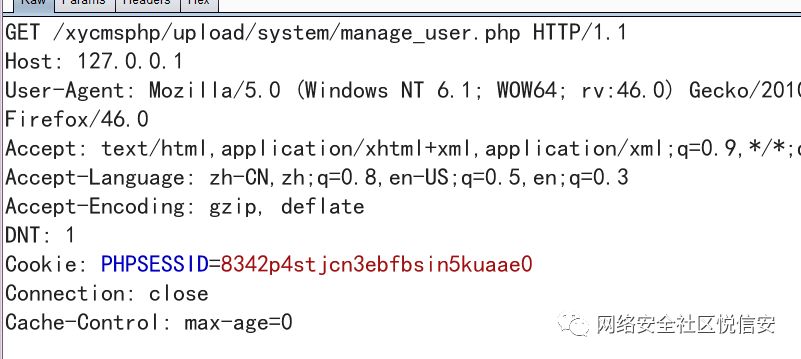 Raw Params Headers Hex
GET /xycmsphp/upload/system/manage_user.php HTTP/1.1
Host: 127.0.0.1
User-Agent: Mozilla/5.0 (Windows NT 6.1; WOW64; rv:46.0) Gecko/2010
Firefox/46.0
Accept: text/html,application/xhtml+xml,application/xml;q=0.9,*/*;q
Accept-Language: zh-CN,zh;q=0.8,en-US;q=0.5,en;q=0.3
Accept-Encoding: gzip, deflate
DNT: 1
Cookie: PHPSESSID=8342p4stjcn3ebfbsin5kuaae0
Connection: close
Cache-Control: max-age=0
网络安全社区悦信安